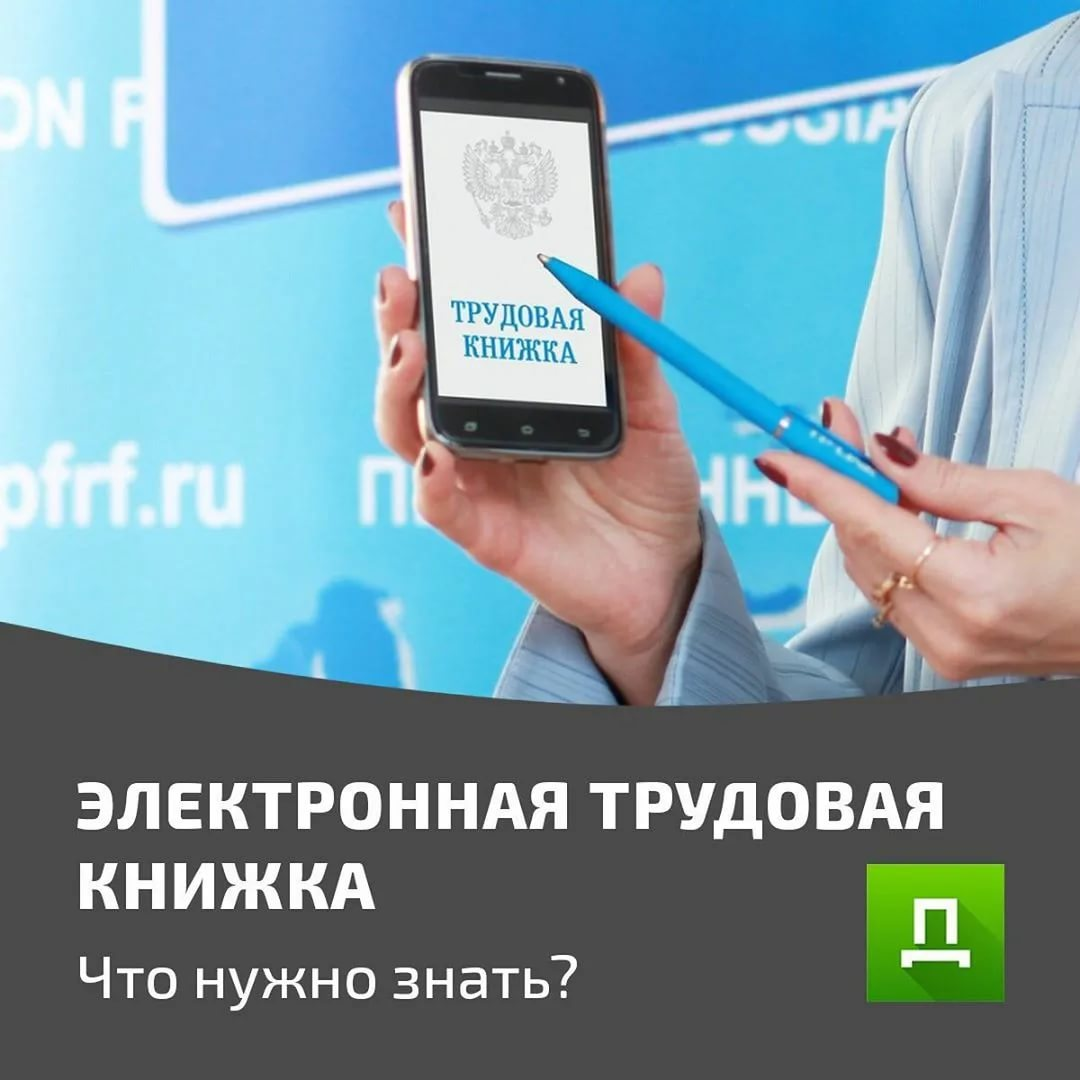 ON F
ТРУДОВАЯ
КНИЖКА
pfrf.ru
ЭЛЕКТРОННАЯ ТРУДОВАЯ
КНИЖКА
Что нужно знать?
Д